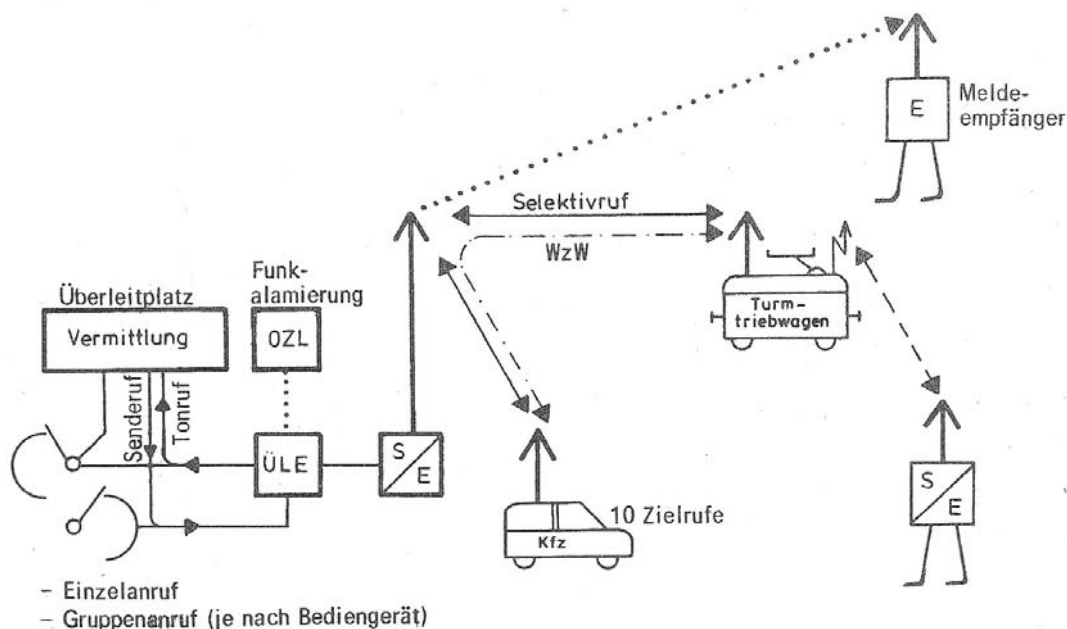 Melde-
empfänger
E
Selektivruf
WzW
Funk-
alamierung
Überleitplatz
Vermittlung
OZL
Turm-
triebwagen
Senderuf
Tonruf
ÜLE
S
E
S
E
10 Zielrufe
Kfz
- Einzelanruf
- Gruppenanruf (je nach Bediengerät)